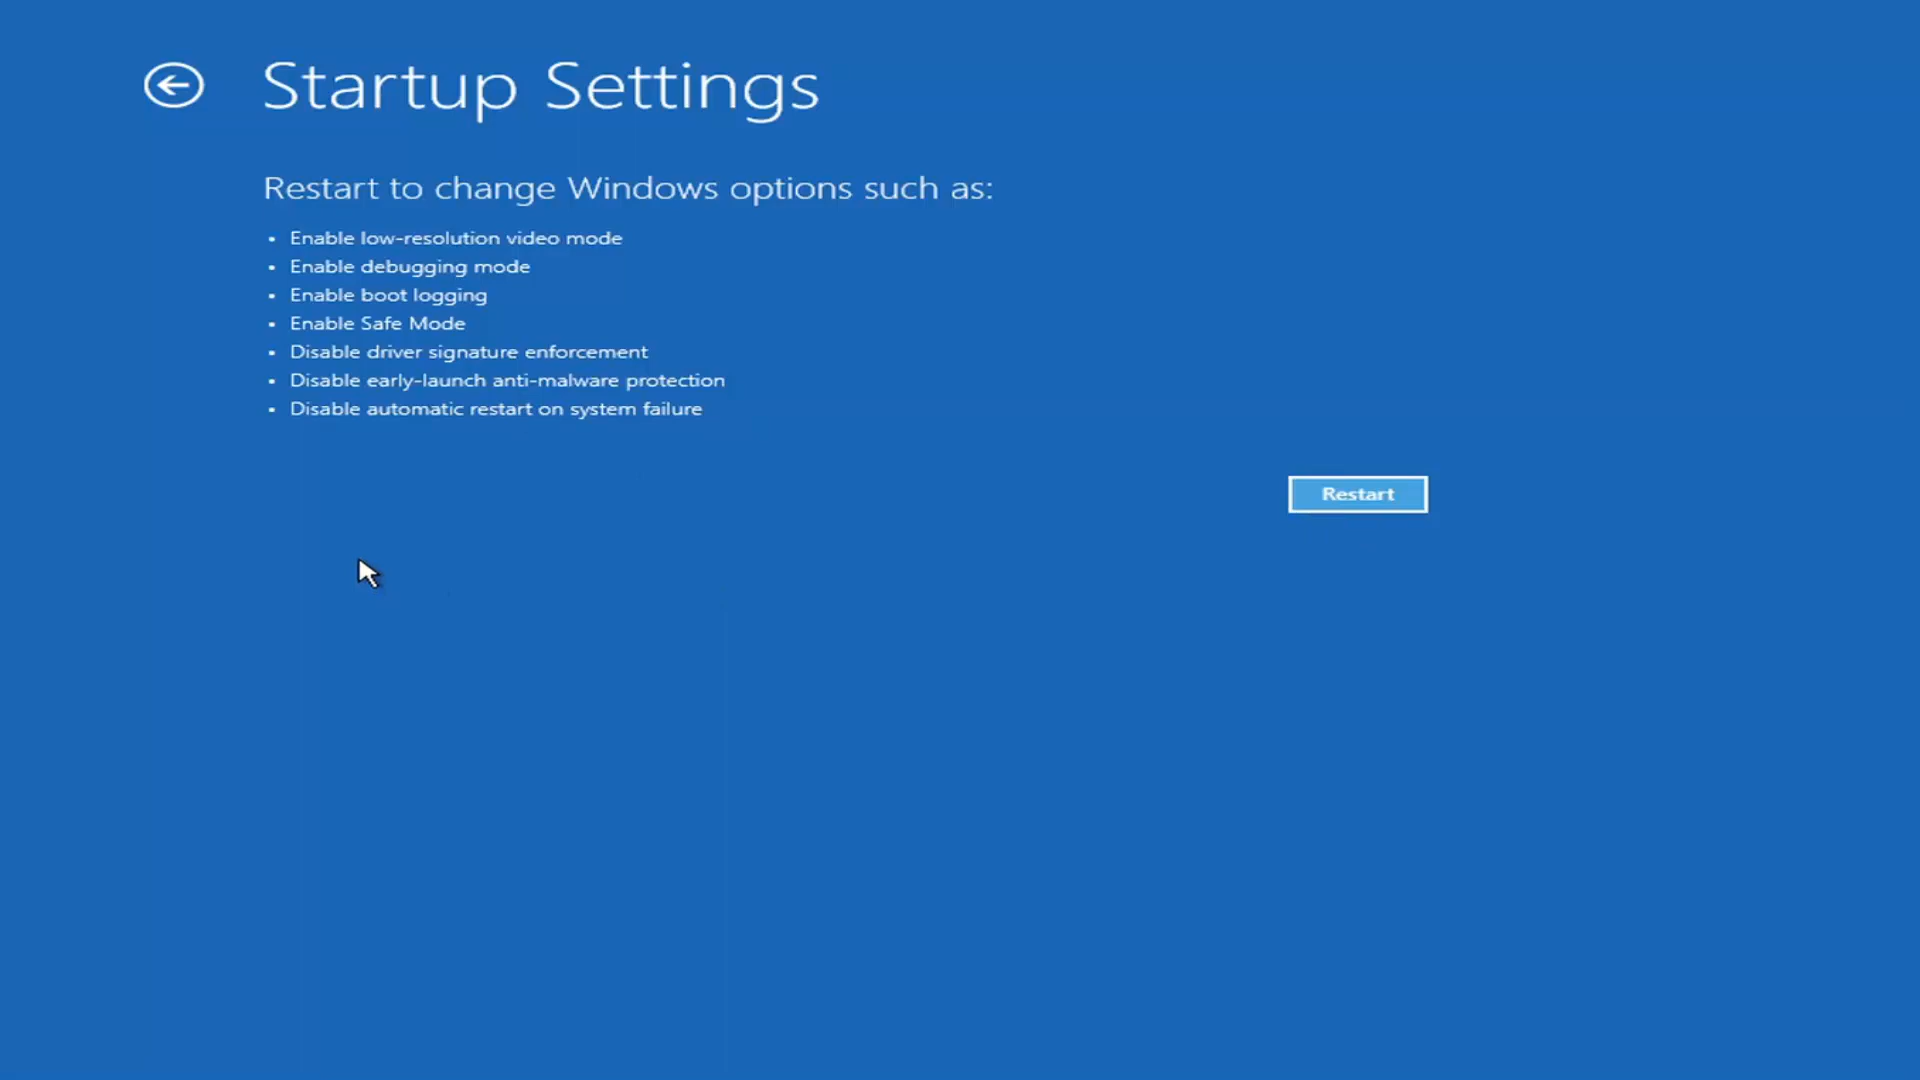 Startup Settings
Restart to change Windows options such as:
• Enable low-resolution video mode
• Enable debugging mode
• Enable boot logging
• Enable Safe Mode
• Disable driver signature enforcement
• Disable early-launch anti-malware protection
• Disable automatic restart on system failure
Restart